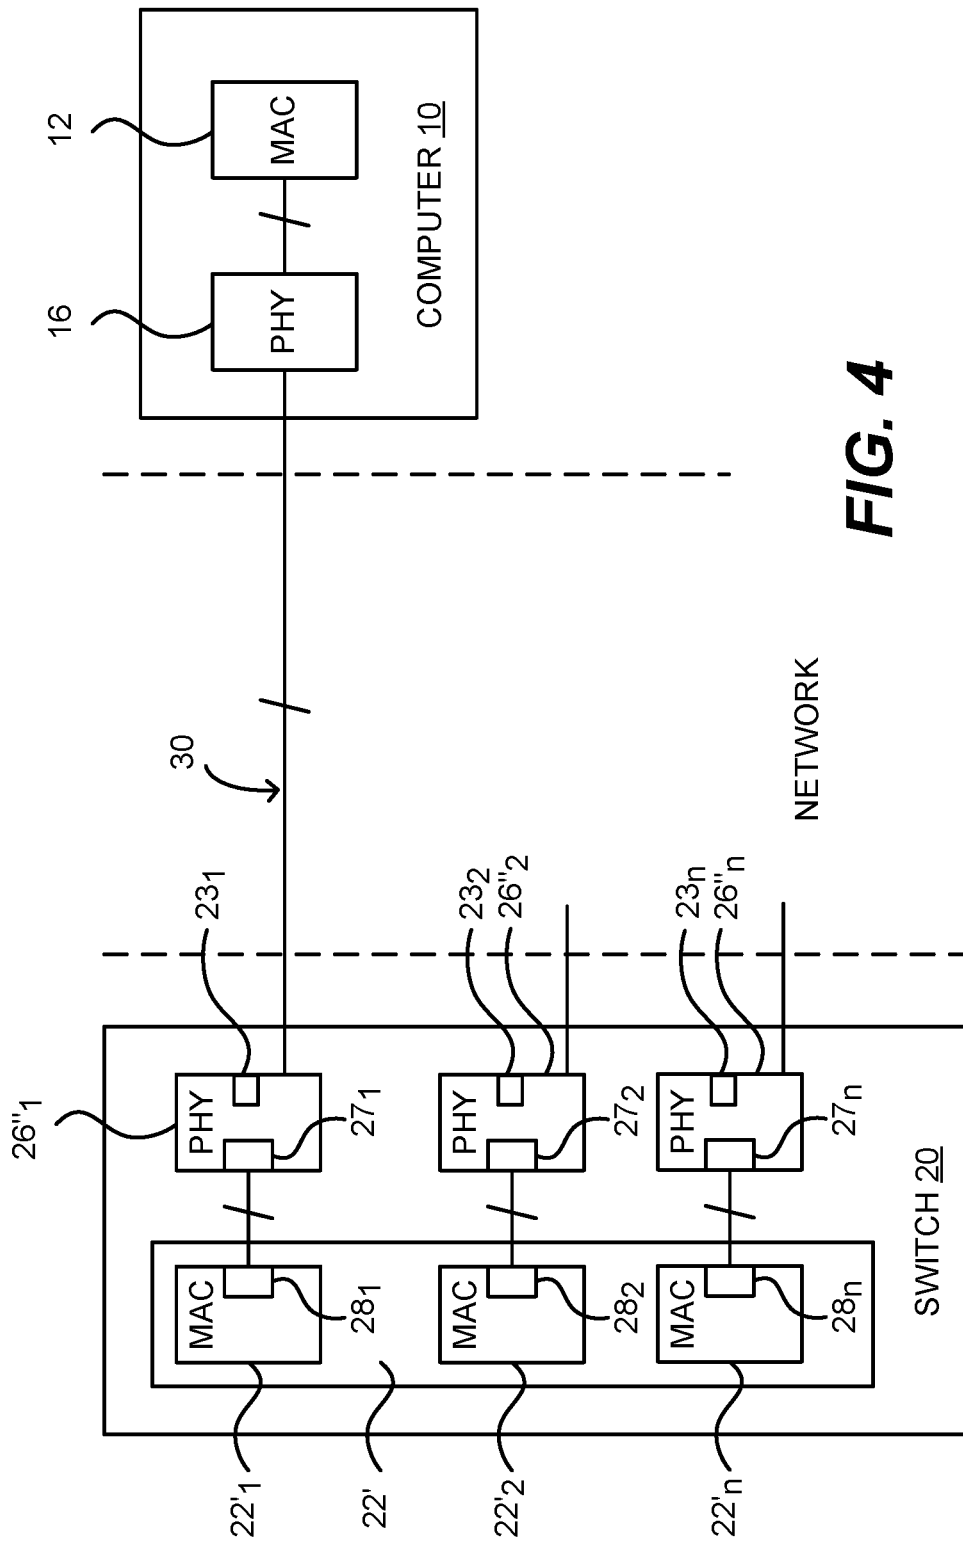 22'₁
22'
22'₂
22'n
MAC
28₁
MAC
28₂
MAC
28n
SWITCH 20
26"₁
PHY
27₁
PHY
27₂
PHY
27n
23₁
23₂
26"₂
23n
26"n
30
NETWORK
FIG. 4
16
PHY
12
MAC
COMPUTER 10